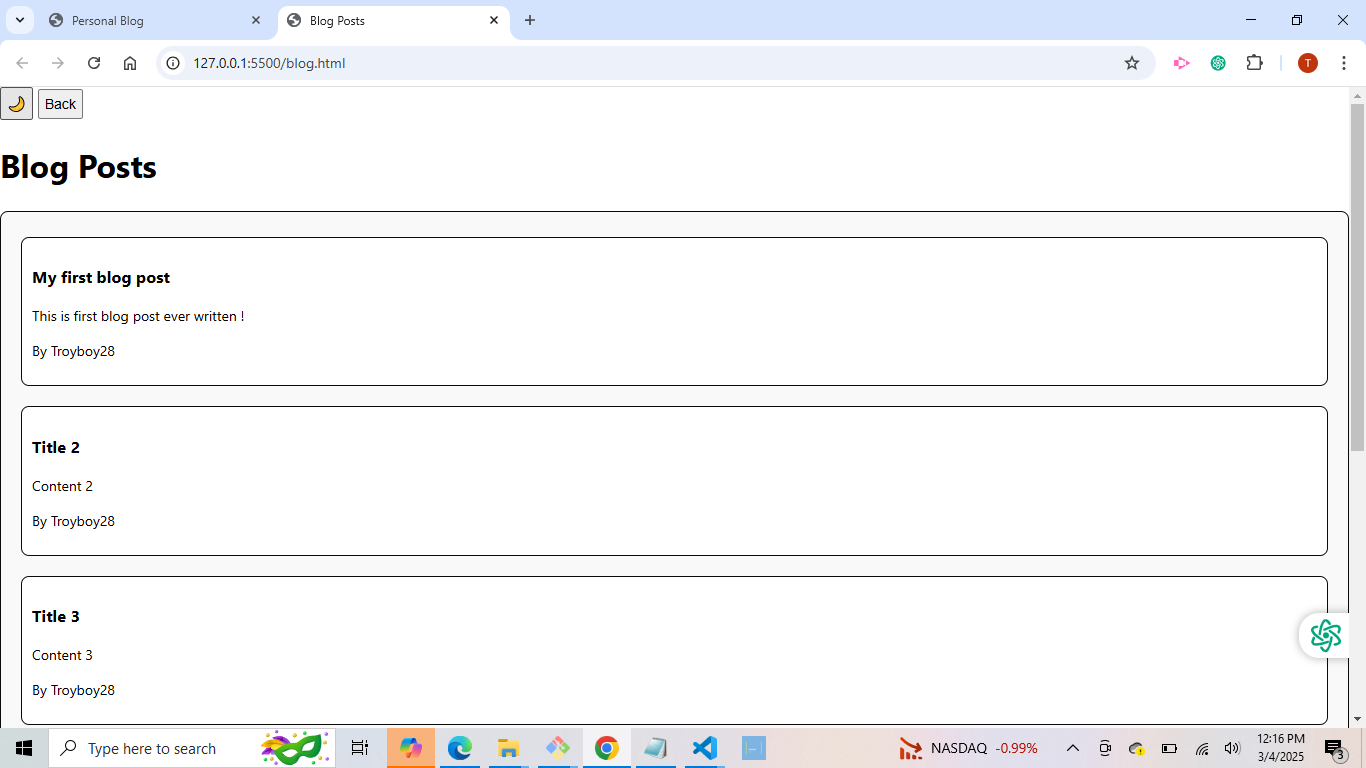 Personal Blog
Blog Posts
127.0.0.1:5500/blog.html
T
Back
Blog Posts
My first blog post
This is first blog post ever written !
By Troyboy28
Title 2
Content 2
By Troyboy28
Title 3
Content 3
By Troyboy28
Type here to search
NASDAQ -0.99%
12:16 PM
3/4/2025
3